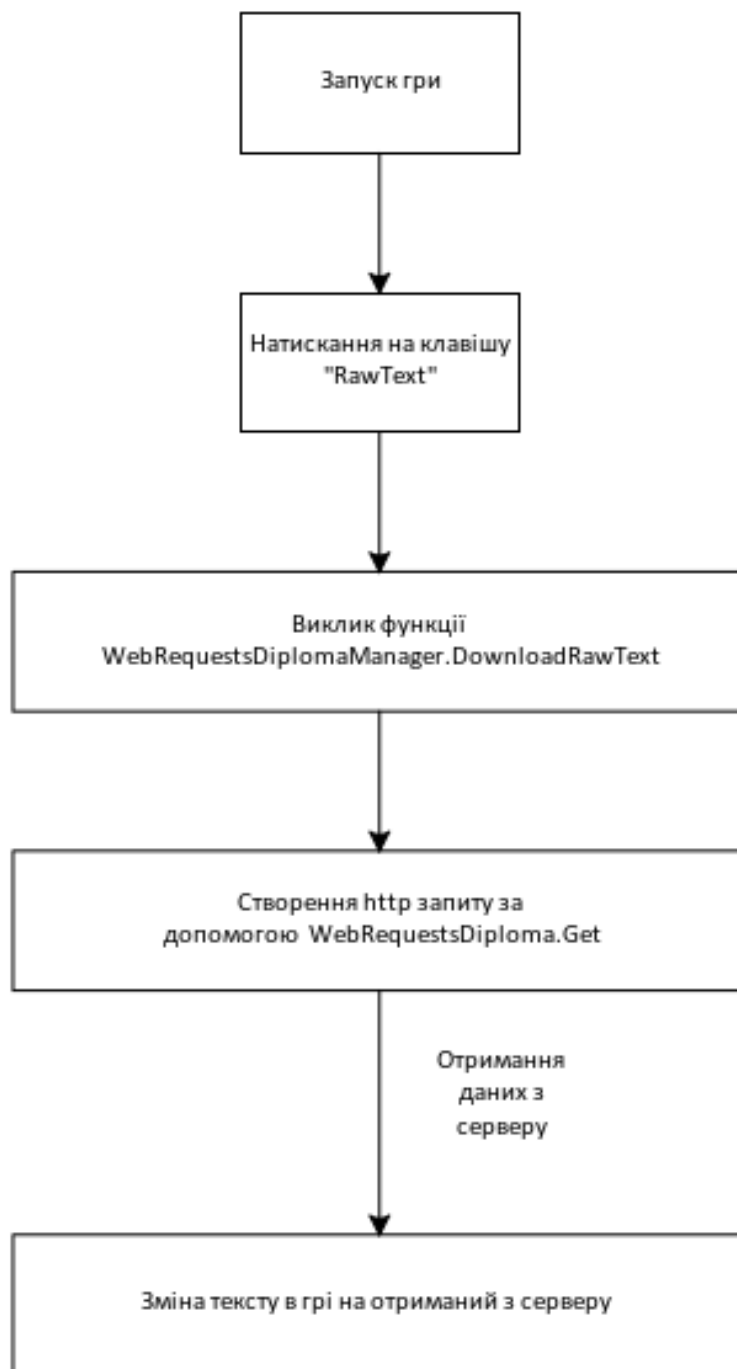 Запуск гри
Натискання на клавішу
"RawText"
Виклик функції
WebRequestsDiplomaManager.DownloadRawText
Створення http запиту за
допомогою WebRequestsDiploma.Get
Отримання
даних з
серверу
Зміна тексту в грі на отриманий з серверу